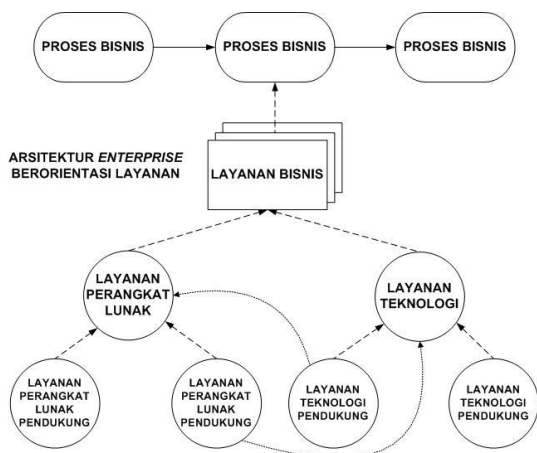 PROSES BISNIS
PROSES BISNIS
PROSES BISNIS
ARSITEKTUR ENTERPRISE
BERORIENTASI LAYANAN
LAYANAN BISNIS
LAYANAN
PERANGKAT
LUNAK
LAYANAN
TEKNOLOGI
LAYANAN
PERANGKAT
LUNAK
PENDUKUNG
LAYANAN
PERANGKAT
LUNAK
PENDUKUNG
LAYANAN
TEKNOLOGI
PENDUKUNG
LAYANAN
TEKNOLOGI
PENDUKUNG